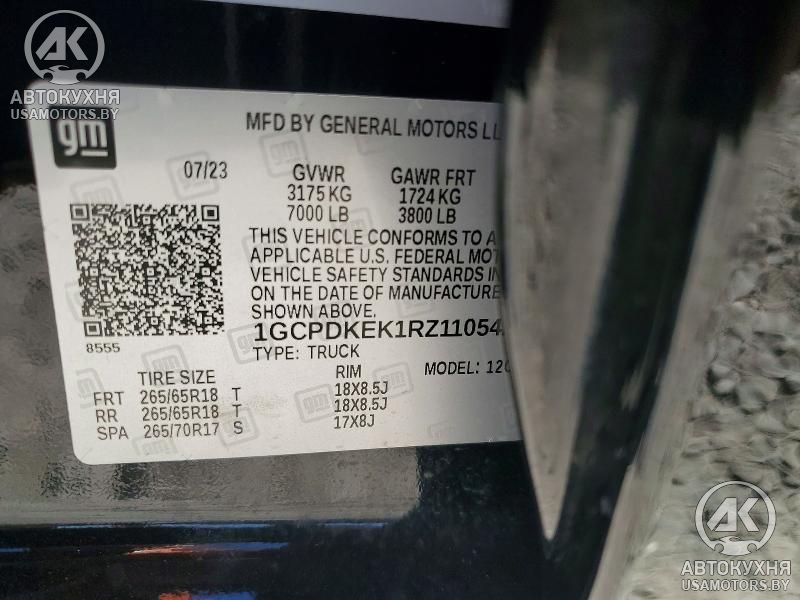 АК
АВТОКУХНЯ
USAMOTORS.BY
gm
MFD BY GENERAL MOTORS
07/23
GVWR
3175 KG
7000 LB
GAWR FRT
1724 KG
3800 LB
THIS VEHICLE CONFORMS TO
APPLICABLE U.S. FEDERAL MOT
VEHICLE SAFETY STANDARDS IN
ON THE DATE OF MANUFACTURE
SHOWN ABOVE.
8555
1GCPDKEK1RZ11054
TYPE: TRUCK
MODEL: 12
TIRE SIZE RIM
FRT 265/65R18 T 18X8.5J
RR 265/65R18 T 18X8.5J
SPA 265/70R17 S 17X8J
АК
АВТОКУХНЯ
USAMOTORS.BY